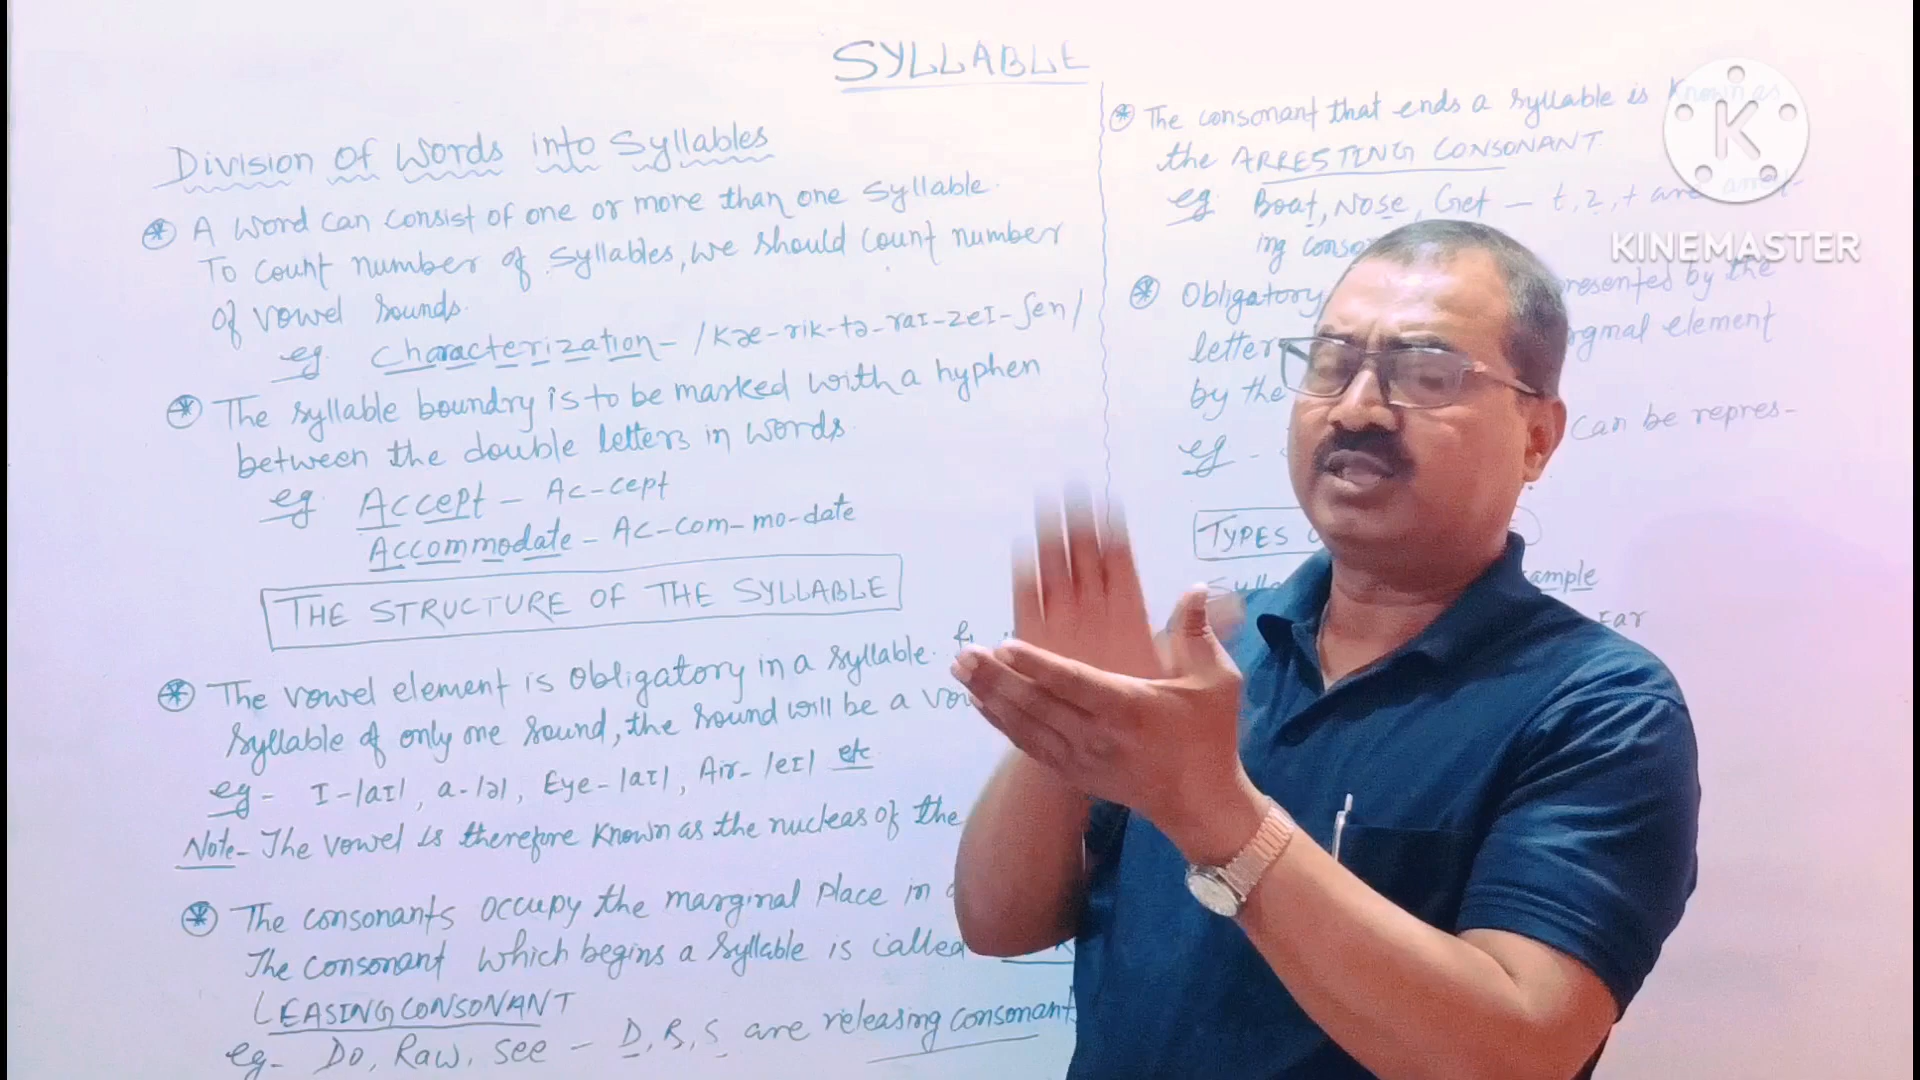 SYLLABLE
Division Of Words into Syllables
A word can consist of one or more than one syllable.
To count number of syllables, we should count number
of vowel sounds.
eg. Characterization - /Kæ-rik-tə-raɪ-zeɪ-ʃen/
The syllable boundry is to be marked with a hyphen
between the double letters in words.
eg Accept - Ac-cept
Accommodate - Ac-com-mo-date
THE STRUCTURE OF THE SYLLABLE
The vowel element is obligatory in a syllable.
syllable of only one sound, the sound will be a
eg - I-|aɪ|, a-|ə|, Eye-|aɪ|, Air-|eɪ| etc
Note- The vowel is therefore known as the nucleas of the
The consonants occupy the marginal place in
The consonant which begins a syllable is called
LEASING CONSONANT
eg- Do, Raw, See - D, R, S are releasing consonant
The consonant that ends a syllable is Known as
the ARRESTING CONSONANT.
eg Boat, Nose, Get - t, z, t are
ing
Obligatory by the
letter element
by the
eg - can be repres-
TYPES
Ear
KINEMASTER